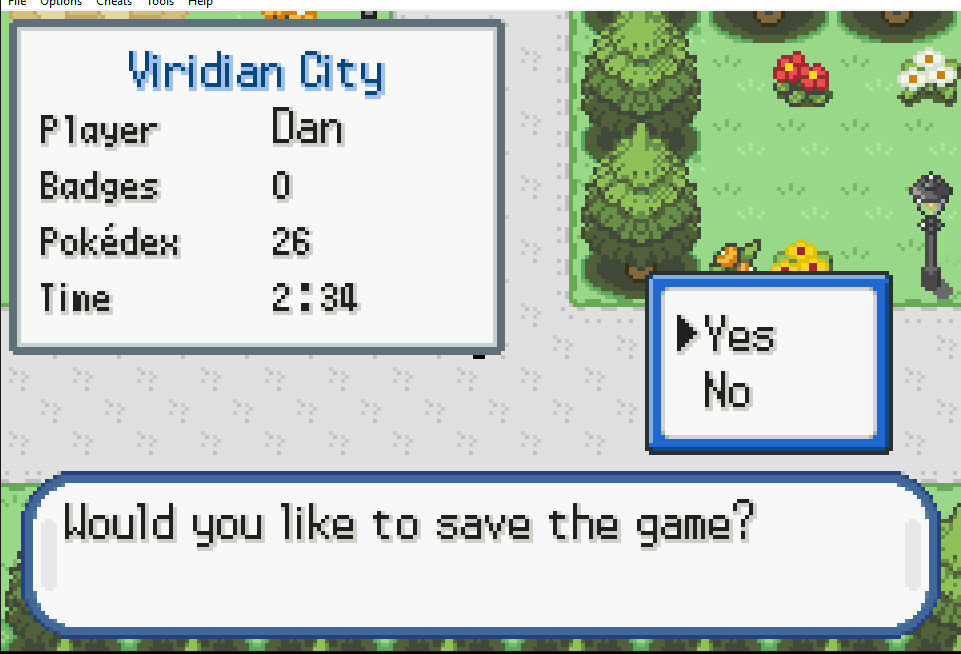 File Options Cheats Tools Help
Viridian City
Player Dan
Badges 0
Pokédex 26
Time 2:34
Yes
No
Would you like to save the game?